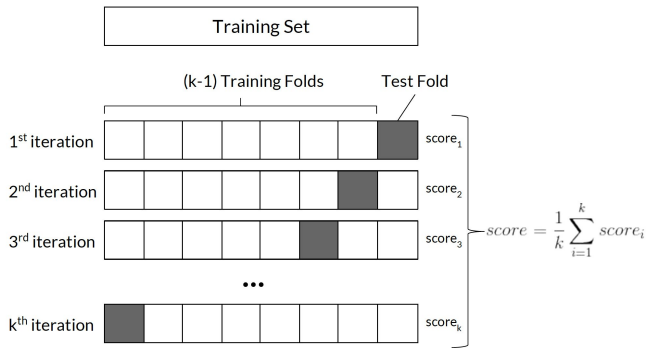 Training Set
(k-1) Training Folds
Test Fold
1st iteration
score1
2nd iteration
score2
3rd iteration
score3
...
kth iteration
scorek
score = 1/k ∑ i=1 k scorei